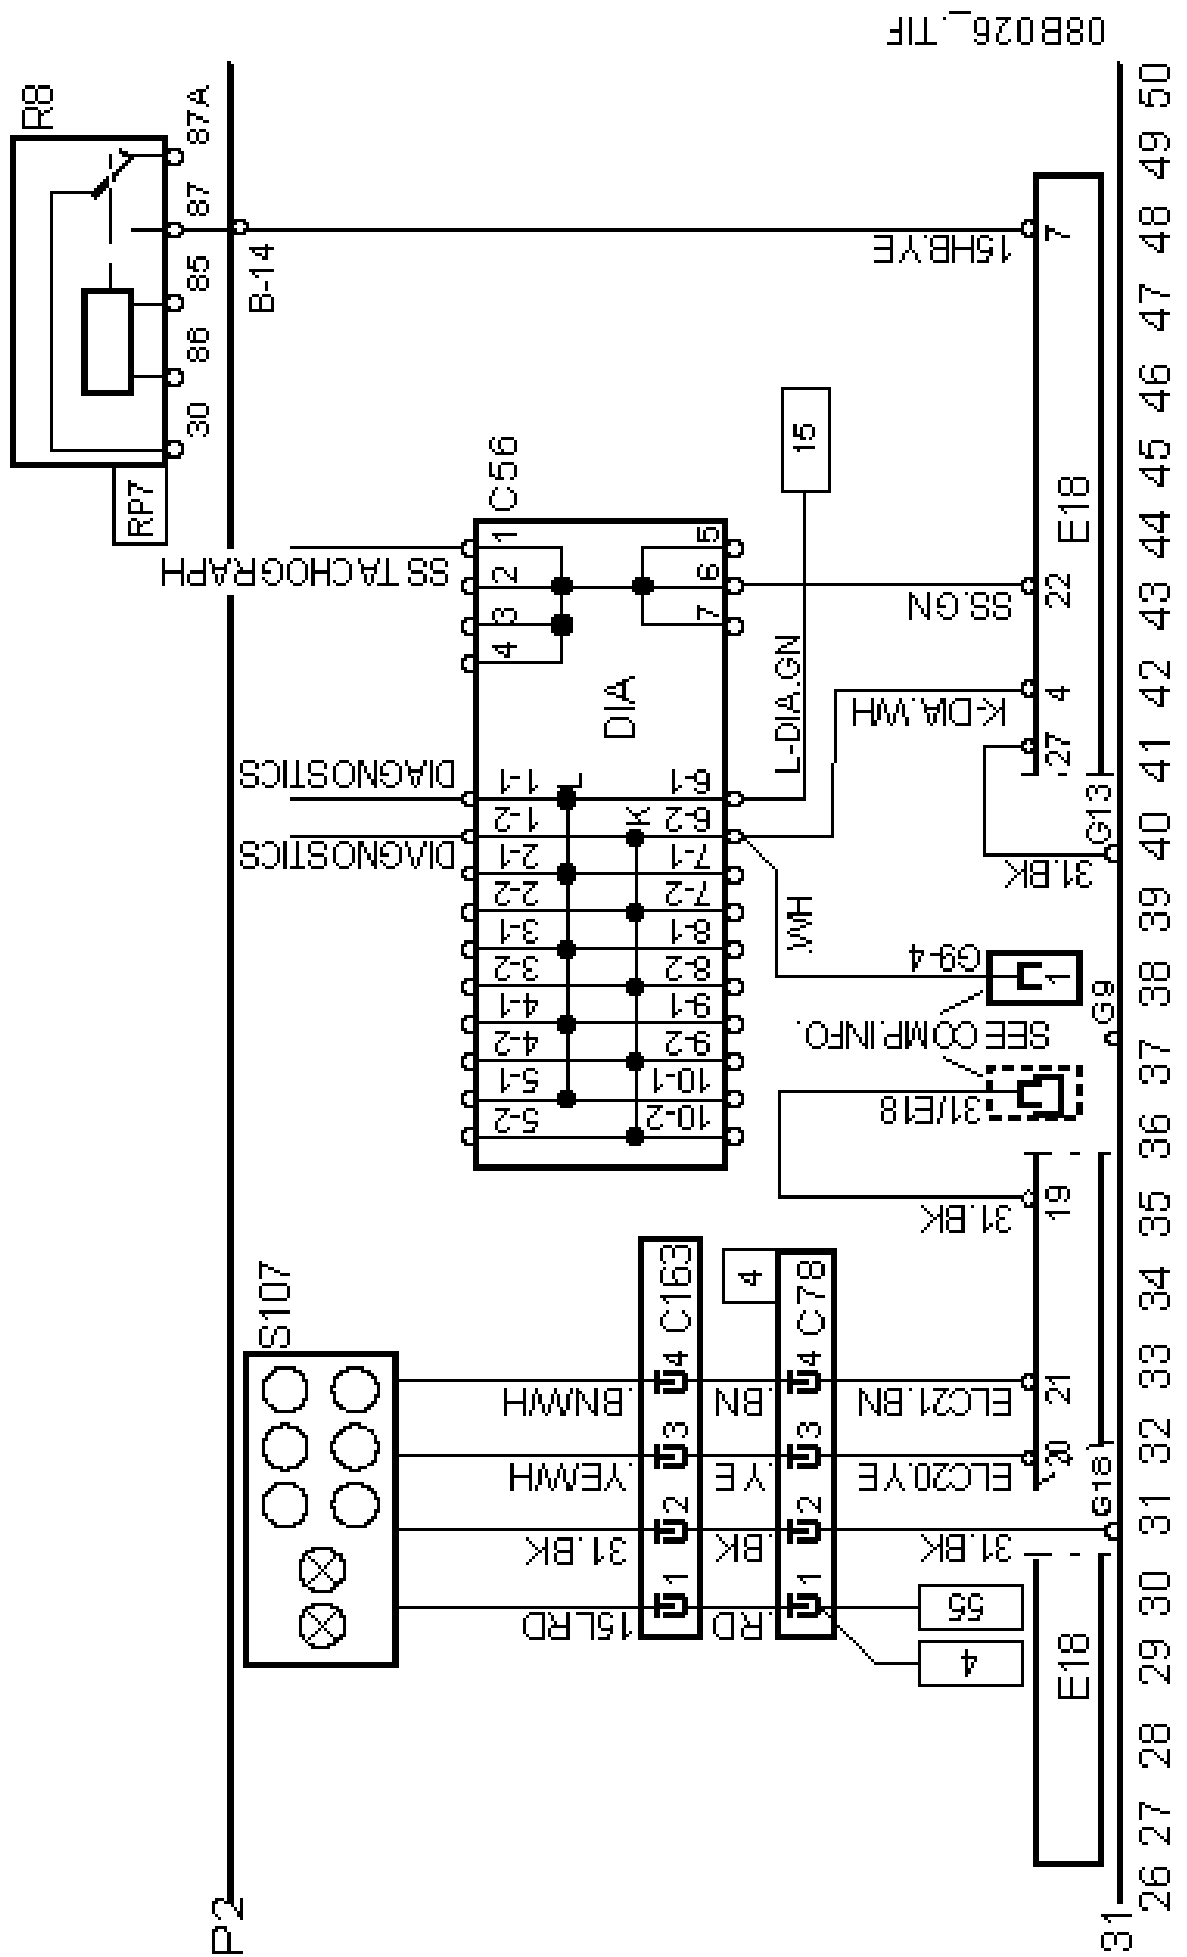 08B026_.TIF
R8
RP7
30
86
85
87
87A
P2
B-14
15HB.YE
SS TACHOGRAPH
DIAGNOSTICS
DIAGNOSTICS
C56
DIA
L
K
5-2
5-1
4-2
4-1
3-2
3-1
2-2
2-1
1-2
1-1
4
3
2
1
10-2
10-1
9-2
9-1
8-2
8-1
7-2
7-1
6-2
6-1
7
6
5
S107
.BN/WH
.YE/WH
31.BK
15LRD
1
2
3
4
C163
.BN
.YE
.BK
.RD
1
2
3
4
C78
4
ELC21.BN
ELC20.YE
31.BK
55
4
L-DIA.GN
15
.WH
K-DIA.WH
SS.GN
31.BK
31/E18
SEE COMP.INFO.
G9-4
1
31.BK
E18
20
21
19
27
4
22
E18
7
G18
G9
G13
31
26 27 28 29 30 31 32 33 34 35 36 37 38 39 40 41 42 43 44 45 46 47 48 49 50